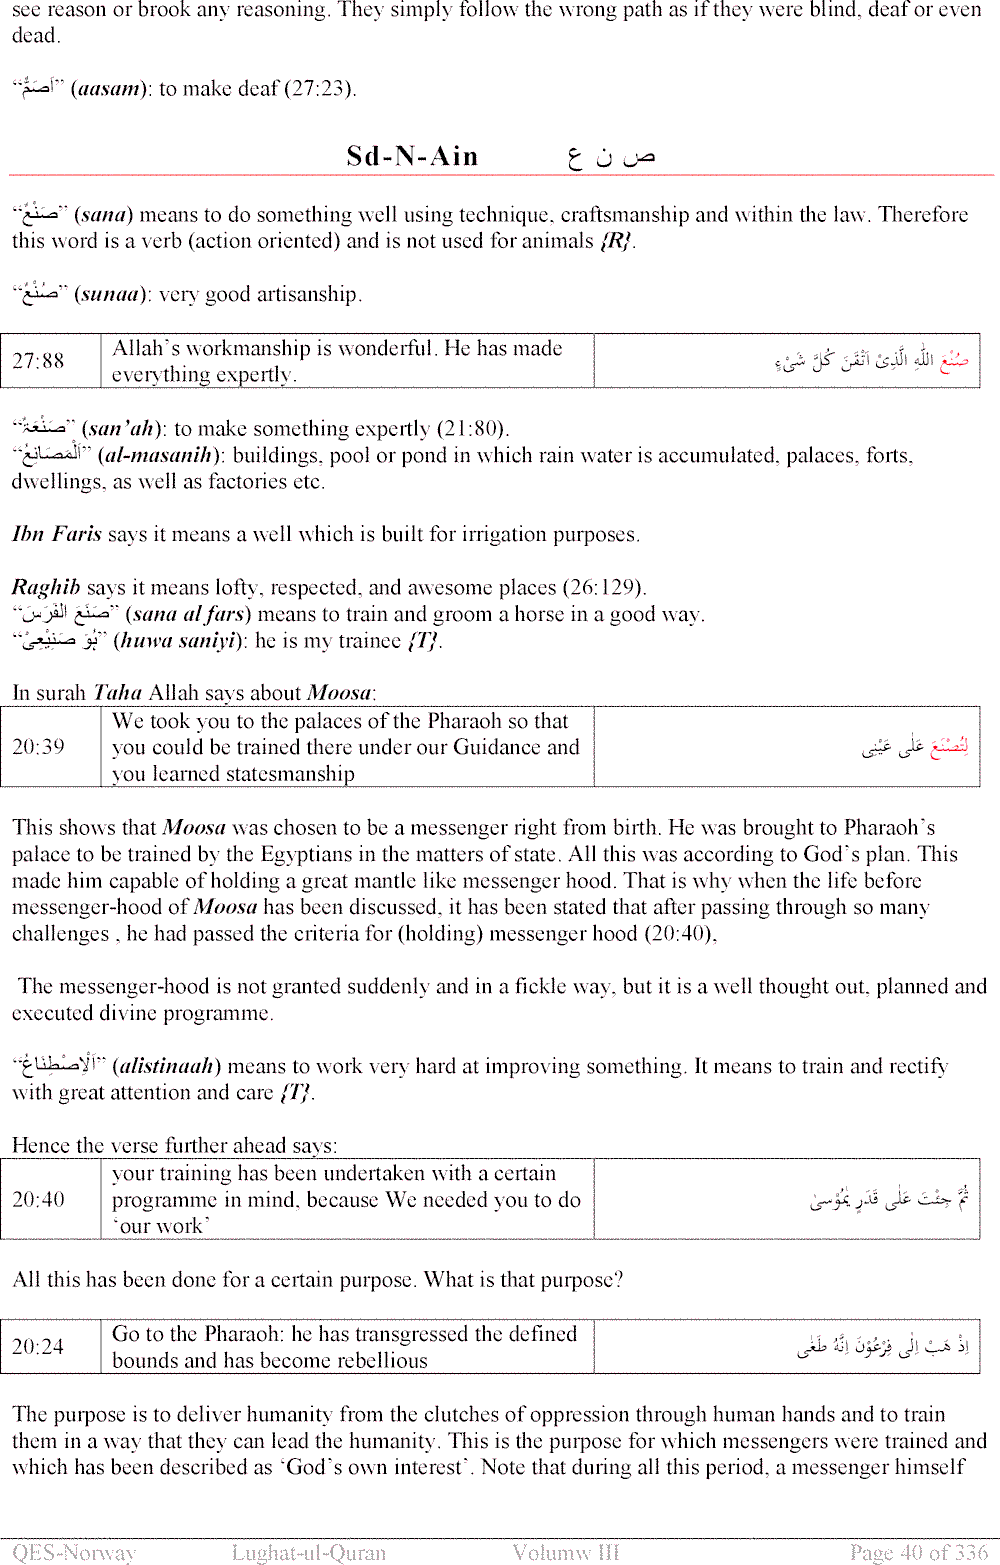 see reason or brook any reasoning. They simply follow the wrong path as if they were blind, deaf or even
dead.
“اَصَمُّ” (aasam): to make deaf (27:23).
Sd-N-Ain ص ن ع
“صَنْعٌ” (sana) means to do something well using technique, craftsmanship and within the law. Therefore
this word is a verb (action oriented) and is not used for animals {R}.
“صُنْعٌ” (sunaa): very good artisanship.
27:88
Allah’s workmanship is wonderful. He has made
everything expertly.
صُنْعَ اللّٰهِ الَّذِیْ اَتْقَنَ كُلَّ شَیْءٍ
“صَنْعَۃٌ” (san’ah): to make something expertly (21:80).
“اَلْمَصَانِعُ” (al-masanih): buildings, pool or pond in which rain water is accumulated, palaces, forts,
dwellings, as well as factories etc.
Ibn Faris says it means a well which is built for irrigation purposes.
Raghib says it means lofty, respected, and awesome places (26:129).
“صَنَّعَ الفَرَسَ” (sana al fars) means to train and groom a horse in a good way.
“ہُوَ صَنِیْعِیْ” (huwa saniyi): he is my trainee {T}.
In surah Taha Allah says about Moosa:
20:39
We took you to the palaces of the Pharaoh so that
you could be trained there under our Guidance and
you learned statesmanship
لِتُصْنَعَ عَلٰى عَیْنِی
This shows that Moosa was chosen to be a messenger right from birth. He was brought to Pharaoh’s
palace to be trained by the Egyptians in the matters of state. All this was according to God’s plan. This
made him capable of holding a great mantle like messenger hood. That is why when the life before
messenger-hood of Moosa has been discussed, it has been stated that after passing through so many
challenges , he had passed the criteria for (holding) messenger hood (20:40),
The messenger-hood is not granted suddenly and in a fickle way, but it is a well thought out, planned and
executed divine programme.
“اَلْاِصْطِنَاعُ” (alistinaah) means to work very hard at improving something. It means to train and rectify
with great attention and care {T}.
Hence the verse further ahead says:
20:40
your training has been undertaken with a certain
programme in mind, because We needed you to do
‘our work’
ثُمَّ جِئْتَ عَلٰى قَدَرٍ یّٰمُوْسىٰ
All this has been done for a certain purpose. What is that purpose?
20:24
Go to the Pharaoh: he has transgressed the defined
bounds and has become rebellious
اِذْ هَبْ اِلٰى فِرْعَوْنَ اِنَّهُ طَغٰى
The purpose is to deliver humanity from the clutches of oppression through human hands and to train
them in a way that they can lead the humanity. This is the purpose for which messengers were trained and
which has been described as ‘God’s own interest’. Note that during all this period, a messenger himself
QES-Norway Lughat-ul-Quran Volumw III Page 40 of 336